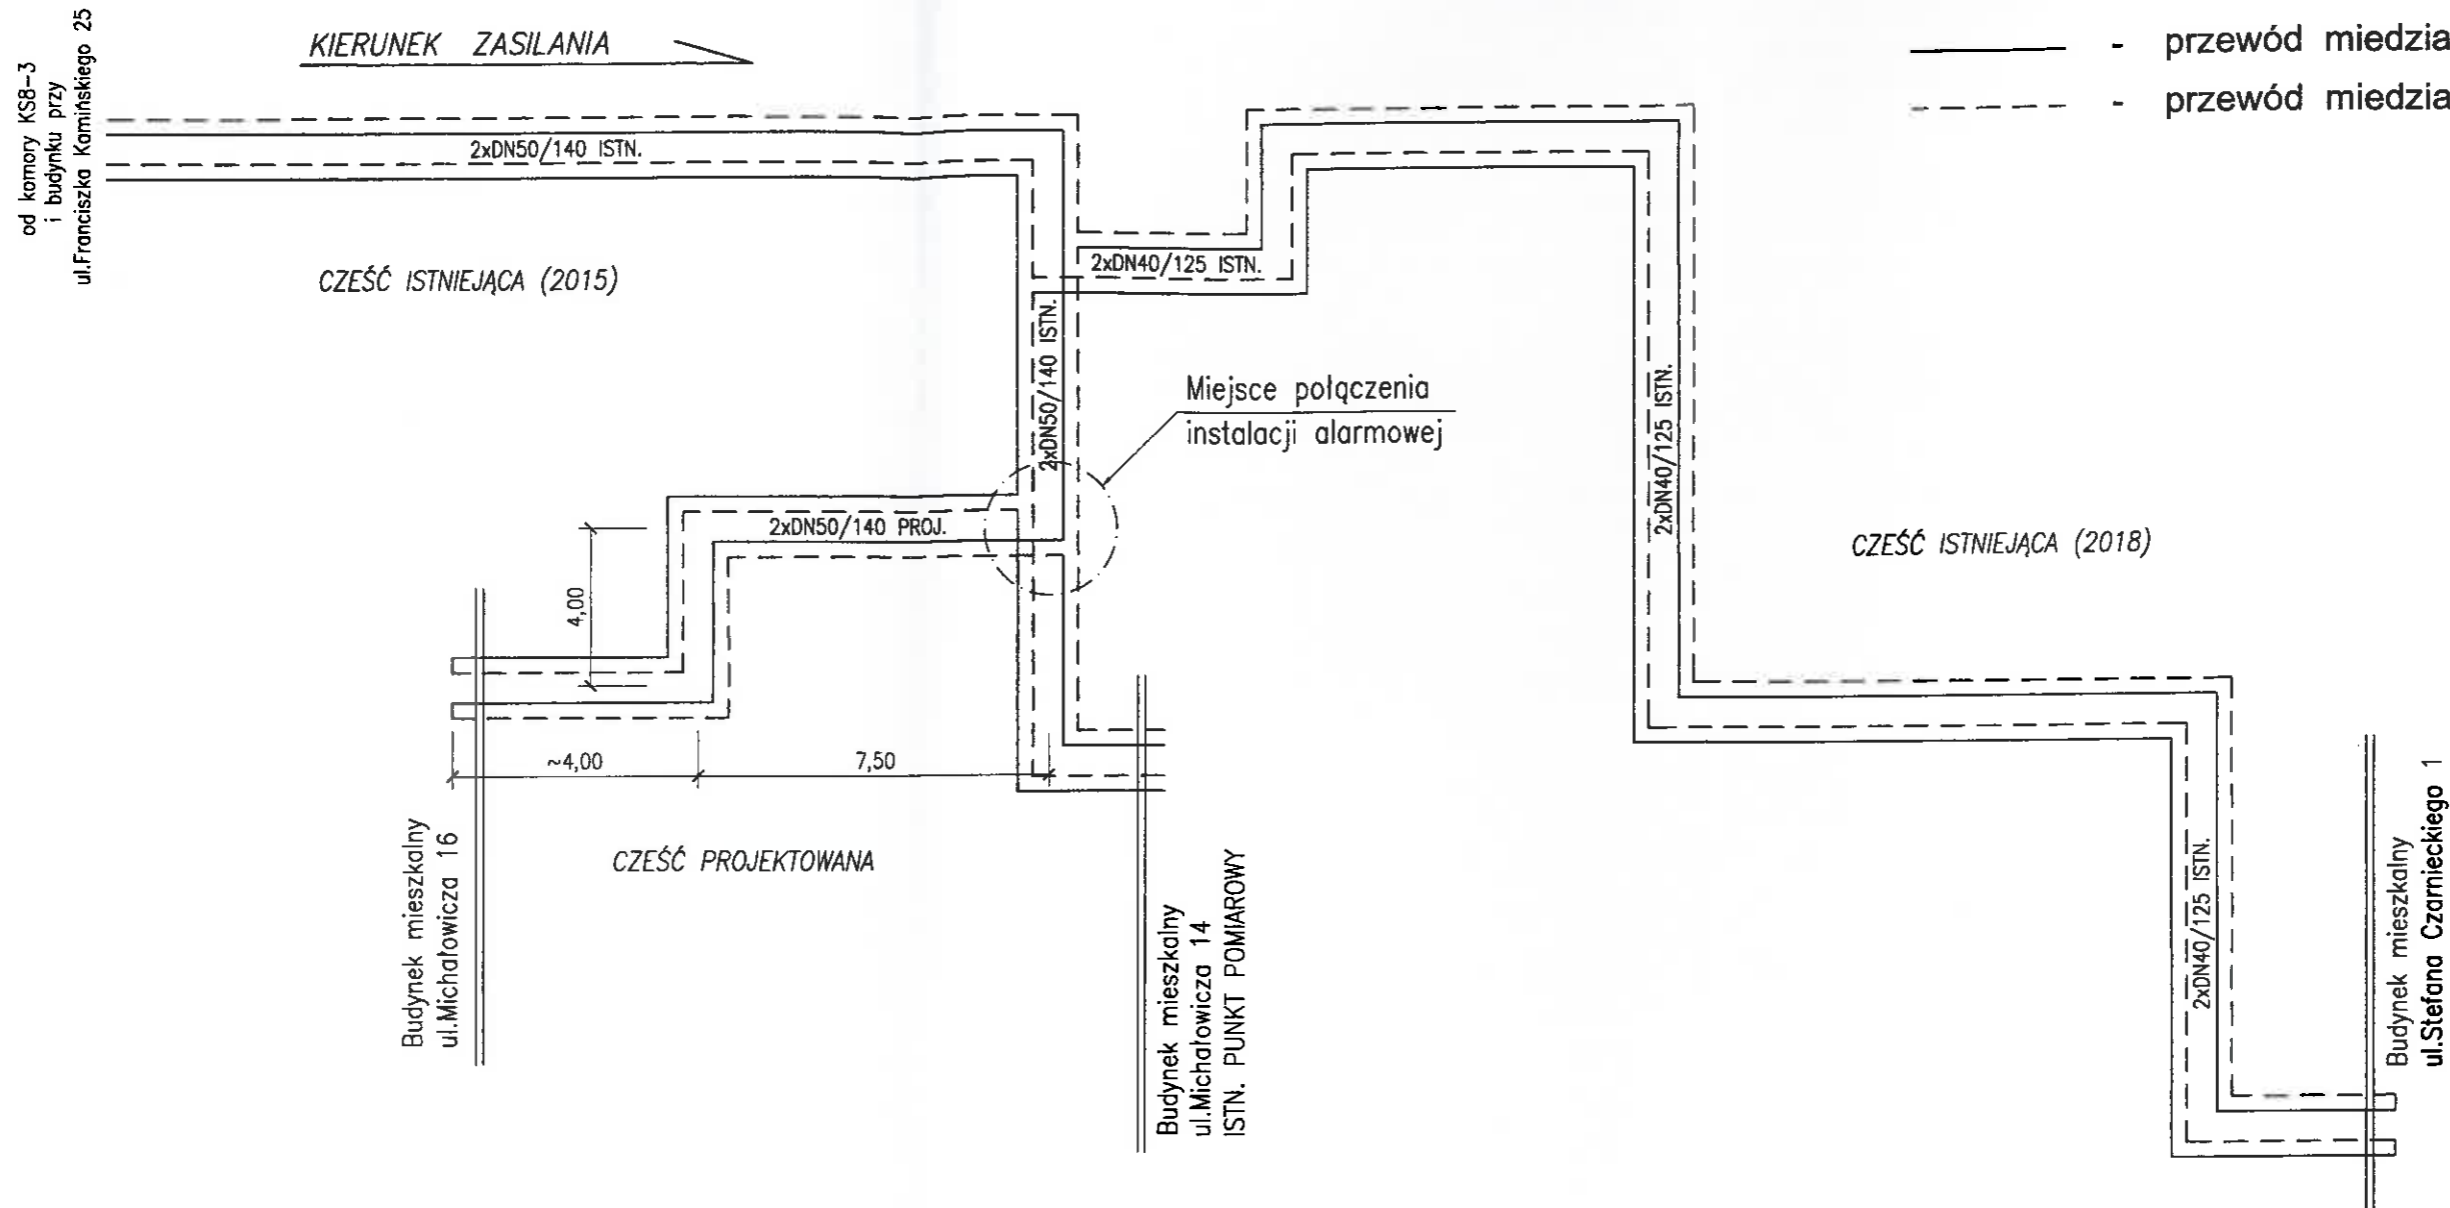 od komory KS8-3
i budynku przy
ul.Franciszka Kamińskiego 25
KIERUNEK ZASILANIA
- przewód miedzia
- przewód miedzia
2xDN50/140 ISTN.
CZEŚĆ ISTNIEJĄCA (2015)
2xDN40/125 ISTN.
2xDN50/140 ISTN.
Miejsce połączenia
instalacji alarmowej
2xDN40/125 ISTN.
2xDN50/140 PROJ.
CZEŚĆ ISTNIEJĄCA (2018)
4,00
~4,00
7,50
CZEŚĆ PROJEKTOWANA
Budynek mieszkalny
ul.Michałowicza 16
Budynek mieszkalny
ul.Michałowicza 14
ISTN. PUNKT POMIAROWY
2xDN40/125 ISTN.
Budynek mieszkalny
ul.Stefana Czarnieckiego 1